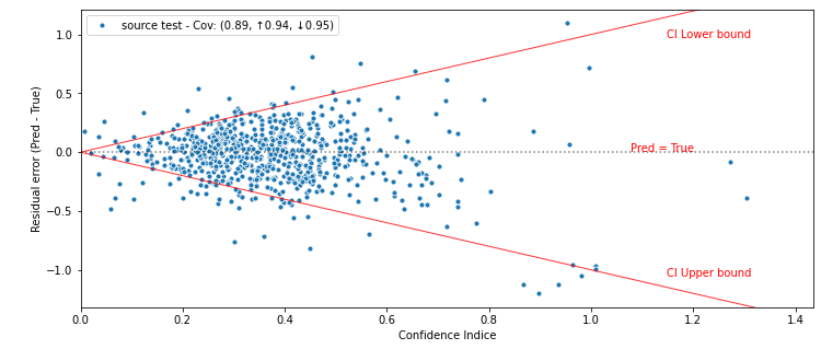 source test - Cov: (0.89, ↑0.94, ↓0.95)
CI Lower bound
Pred = True
CI Upper bound
Residual error (Pred - True)
1.0
0.5
0.0
−0.5
−1.0
0.0 0.2 0.4 0.6 0.8 1.0 1.2 1.4
Confidence Indice